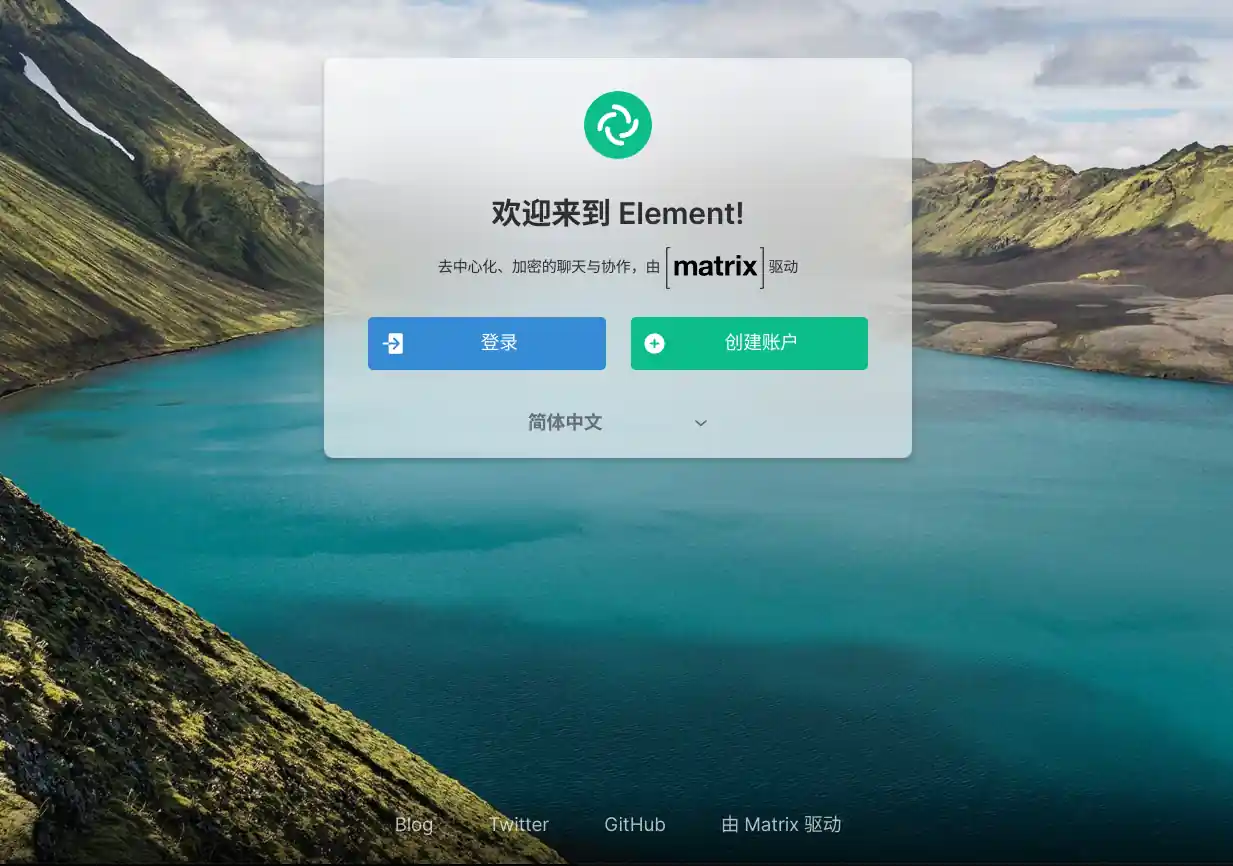 欢迎来到 Element!
去中心化、加密的聊天与协作，由 [matrix] 驱动
登录
创建账户
简体中文
Blog Twitter GitHub 由 Matrix 驱动